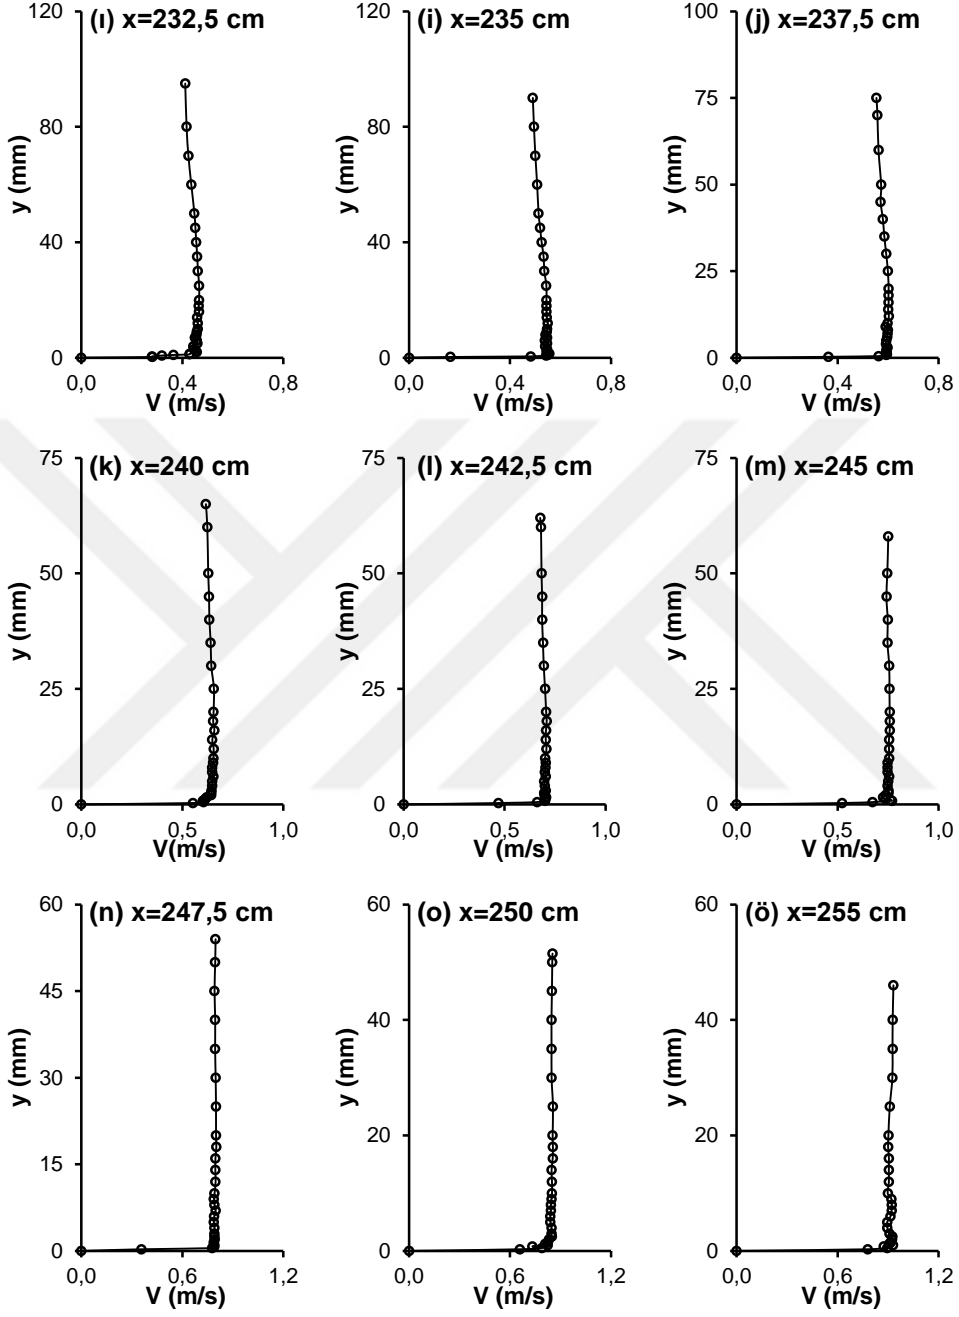 (ı) x=232,5 cm
120
80
40
0
y (mm)
0,0 0,4 0,8
V (m/s)
(i) x=235 cm
120
80
40
0
y (mm)
0,0 0,4 0,8
V (m/s)
(j) x=237,5 cm
100
75
50
25
0
y (mm)
0,0 0,4 0,8
V (m/s)
(k) x=240 cm
75
50
25
0
y (mm)
0,0 0,5 1,0
V(m/s)
(l) x=242,5 cm
75
50
25
0
y (mm)
0,0 0,5 1,0
V (m/s)
(m) x=245 cm
75
50
25
0
y (mm)
0,0 0,5 1,0
V (m/s)
(n) x=247,5 cm
60
45
30
15
0
y (mm)
0,0 0,6 1,2
V (m/s)
(o) x=250 cm
60
40
20
0
y (mm)
0,0 0,6 1,2
V (m/s)
(ö) x=255 cm
60
40
20
0
y (mm)
0,0 0,6 1,2
V (m/s)